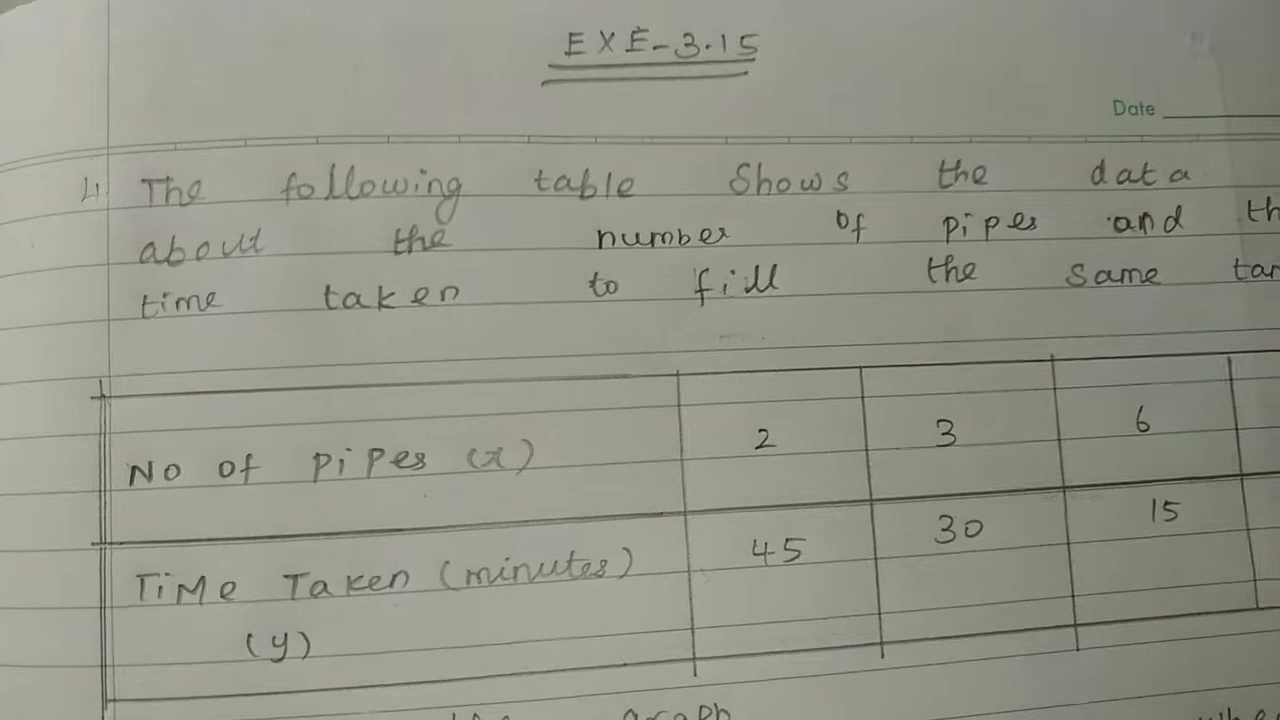 EXE-3.15
Date
4. The following table shows the data
about the number of pipes and
time taken to fill the same
No of pipes (x) 2 3 6
Time Taken (minutes) 45 30 15
(y)
graph